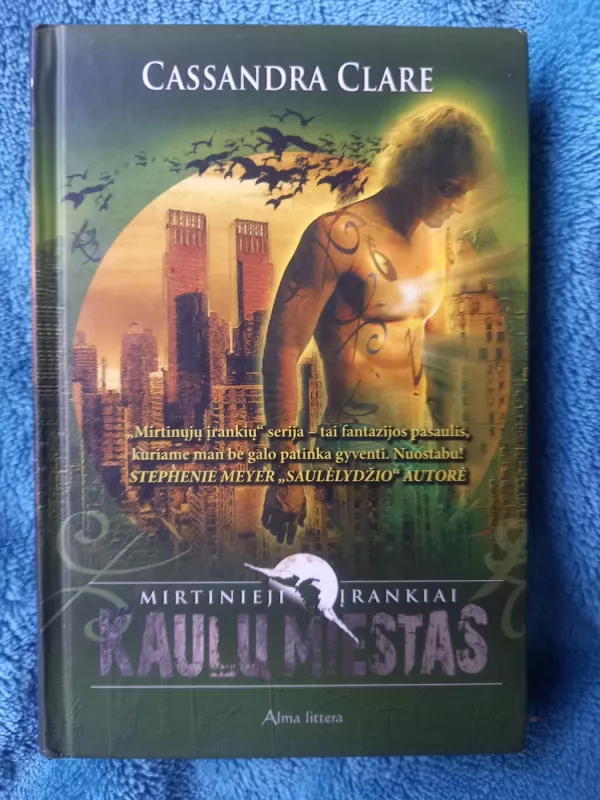 CASSANDRA CLARE
„Mirtinųjų įrankių“ serija – tai fantazijos pasaulis,
kuriame man be galo patinka gyventi. Nuostabu!
STEPHENIE MEYER „SAULĖLYDŽIO“ AUTORĖ
MIRTINIEJI ĮRANKIAI
KAULŲ MIESTAS
Alma littera